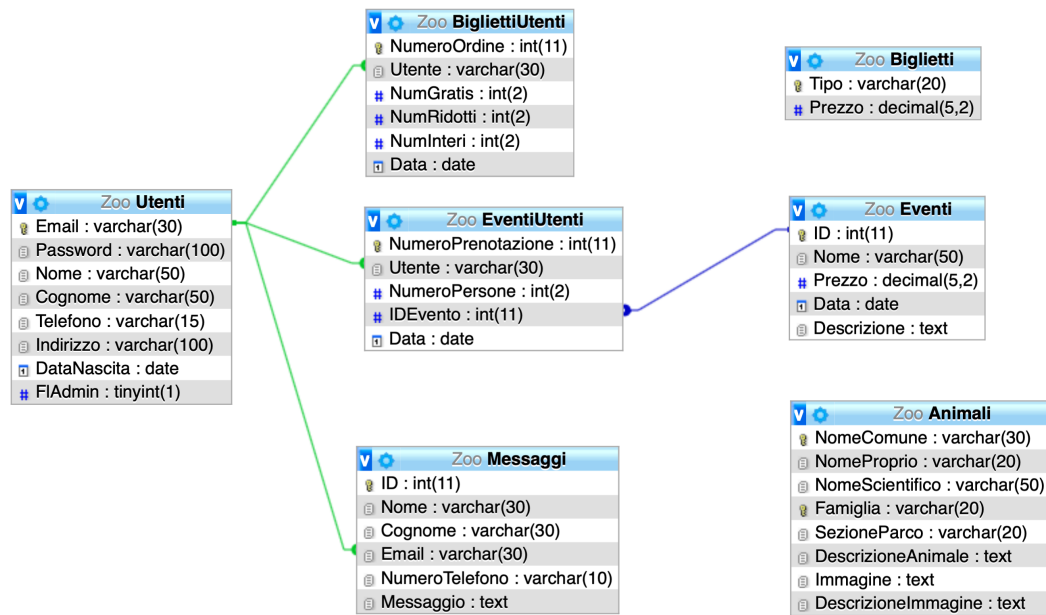 Zoo BigliettiUtenti
NumeroOrdine : int(11)
Utente : varchar(30)
NumGratis : int(2)
NumRidotti : int(2)
NumInteri : int(2)
Data : date
Zoo Biglietti
Tipo : varchar(20)
Prezzo : decimal(5,2)
Zoo Utenti
Email : varchar(30)
Password : varchar(100)
Nome : varchar(50)
Cognome : varchar(50)
Telefono : varchar(15)
Indirizzo : varchar(100)
DataNascita : date
FlAdmin : tinyint(1)
Zoo EventiUtenti
NumeroPrenotazione : int(11)
Utente : varchar(30)
NumeroPersone : int(2)
IDEvento : int(11)
Data : date
Zoo Eventi
ID : int(11)
Nome : varchar(50)
Prezzo : decimal(5,2)
Data : date
Descrizione : text
Zoo Messaggi
ID : int(11)
Nome : varchar(30)
Cognome : varchar(30)
Email : varchar(30)
NumeroTelefono : varchar(10)
Messaggio : text
Zoo Animali
NomeComune : varchar(30)
NomeProprio : varchar(20)
NomeScientifico : varchar(50)
Famiglia : varchar(20)
SezioneParco : varchar(20)
DescrizioneAnimale : text
Immagine : text
DescrizioneImmagine : text